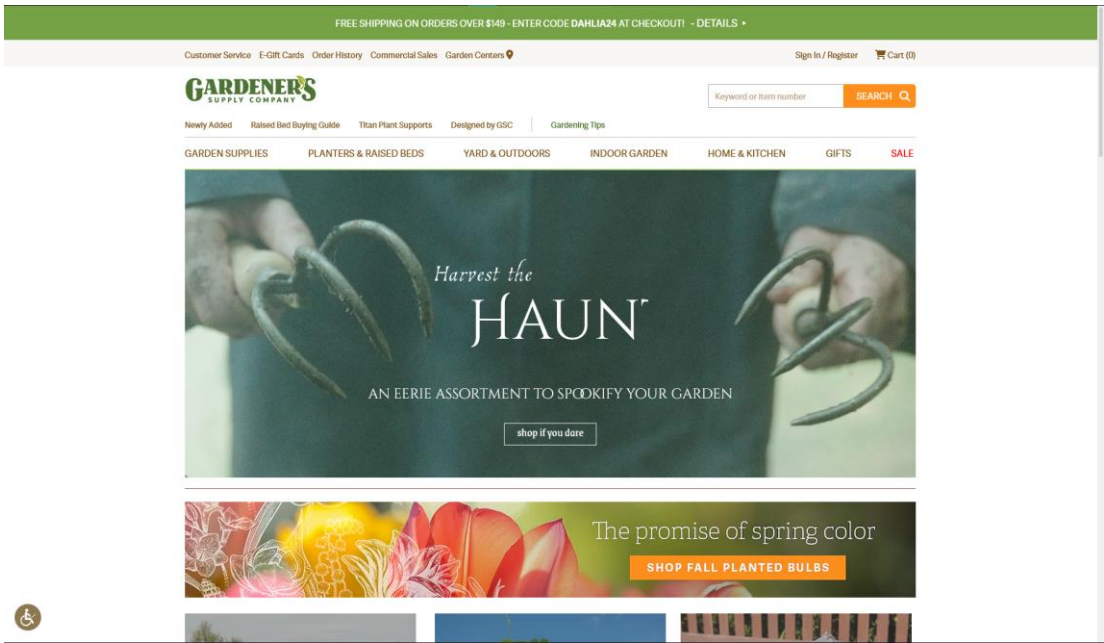 FREE SHIPPING ON ORDERS OVER $149 - ENTER CODE DAHLIA24 AT CHECKOUT! - DETAILS
Customer Service E-Gift Cards Order History Commercial Sales Garden Centers Sign In / Register Cart (0)
GARDENER'S
SUPPLY COMPANY
Keyword or item number SEARCH
Newly Added Raised Bed Buying Guide Titan Plant Supports Designed by GSC Gardening Tips
GARDEN SUPPLIES PLANTERS & RAISED BEDS YARD & OUTDOORS INDOOR GARDEN HOME & KITCHEN GIFTS SALE
Harvest the
HAUN
AN EERIE ASSORTMENT TO SPOOKIFY YOUR GARDEN
shop if you dare
The promise of spring color
SHOP FALL PLANTED BULBS